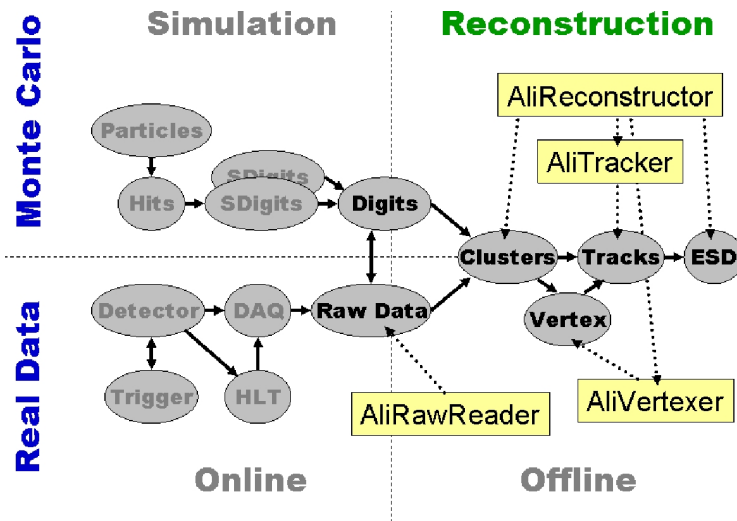 Simulation
Reconstruction
Monte Carlo
AliReconstructor
Particles
AliTracker
SDigits
Hits
SDigits
Digits
Clusters
Tracks
ESD
Real Data
Detector
DAQ
Raw Data
Vertex
Trigger
HLT
AliRawReader
AliVertexer
Online
Offline